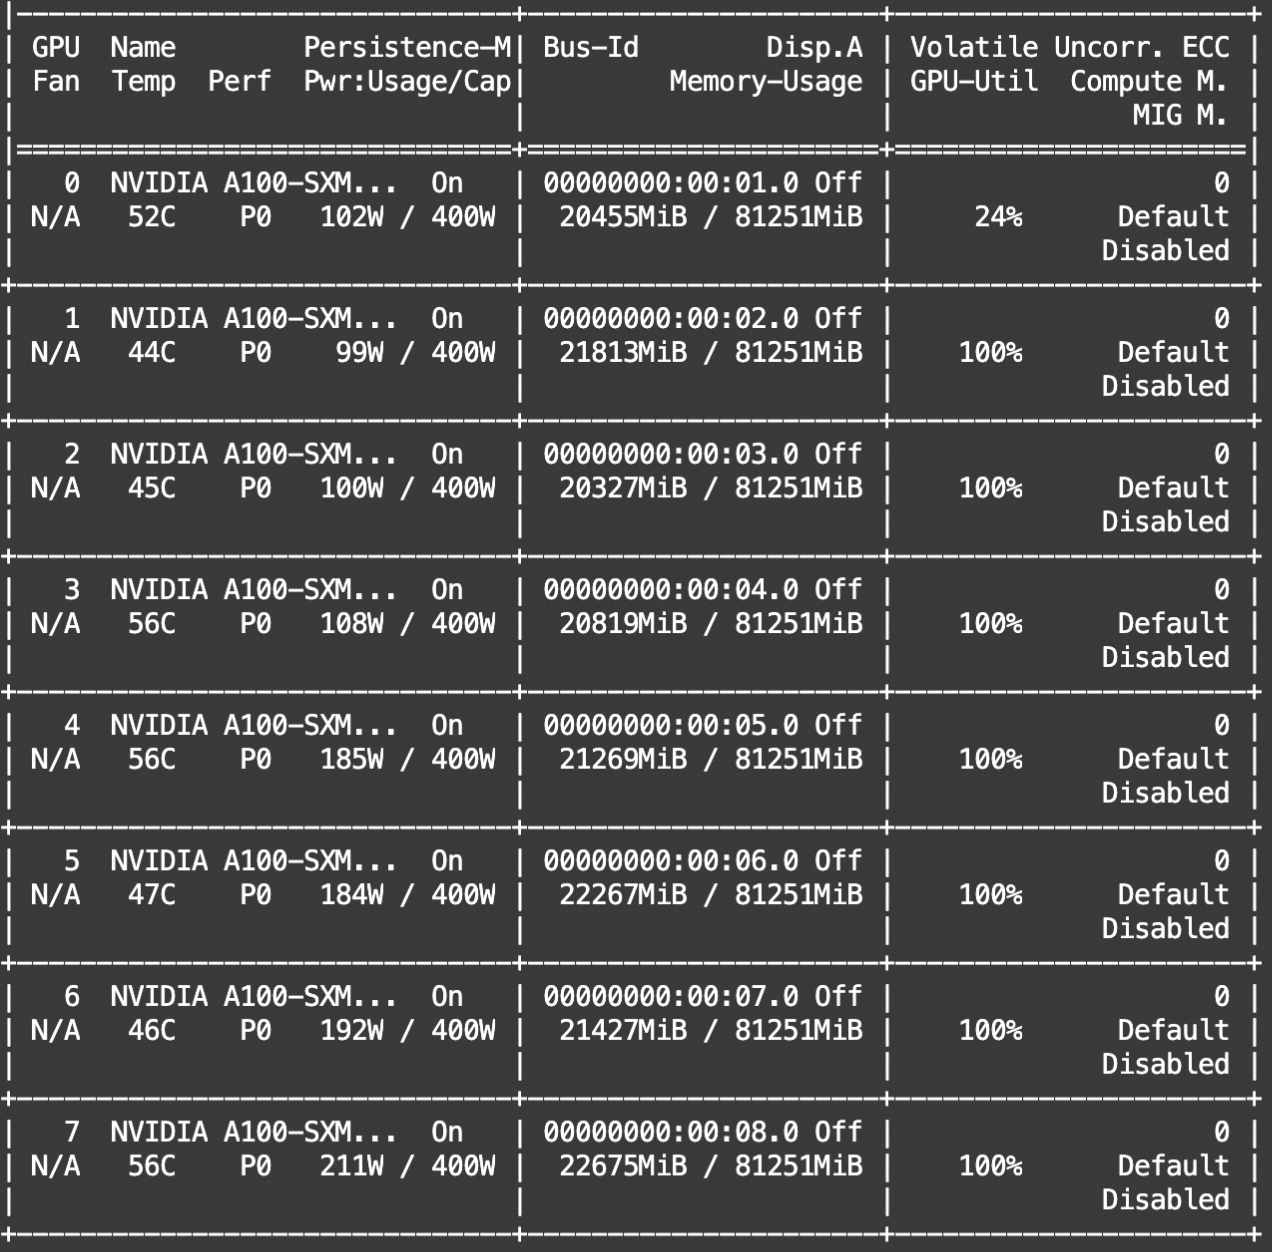 |-------------------------------+----------------------+----------------------+
| GPU  Name        Persistence-M| Bus-Id        Disp.A | Volatile Uncorr. ECC |
| Fan  Temp  Perf  Pwr:Usage/Cap|         Memory-Usage | GPU-Util  Compute M. |
|                               |                      |               MIG M. |
|===============================+======================+======================|
|   0  NVIDIA A100-SXM...  On   | 00000000:00:01.0 Off |                    0 |
| N/A   52C    P0   102W / 400W |  20455MiB / 81251MiB |     24%      Default |
|                               |                      |             Disabled |
+-------------------------------+----------------------+----------------------+
|   1  NVIDIA A100-SXM...  On   | 00000000:00:02.0 Off |                    0 |
| N/A   44C    P0    99W / 400W |  21813MiB / 81251MiB |    100%      Default |
|                               |                      |             Disabled |
+-------------------------------+----------------------+----------------------+
|   2  NVIDIA A100-SXM...  On   | 00000000:00:03.0 Off |                    0 |
| N/A   45C    P0   100W / 400W |  20327MiB / 81251MiB |    100%      Default |
|                               |                      |             Disabled |
+-------------------------------+----------------------+----------------------+
|   3  NVIDIA A100-SXM...  On   | 00000000:00:04.0 Off |                    0 |
| N/A   56C    P0   108W / 400W |  20819MiB / 81251MiB |    100%      Default |
|                               |                      |             Disabled |
+-------------------------------+----------------------+----------------------+
|   4  NVIDIA A100-SXM...  On   | 00000000:00:05.0 Off |                    0 |
| N/A   56C    P0   185W / 400W |  21269MiB / 81251MiB |    100%      Default |
|                               |                      |             Disabled |
+-------------------------------+----------------------+----------------------+
|   5  NVIDIA A100-SXM...  On   | 00000000:00:06.0 Off |                    0 |
| N/A   47C    P0   184W / 400W |  22267MiB / 81251MiB |    100%      Default |
|                               |                      |             Disabled |
+-------------------------------+----------------------+----------------------+
|   6  NVIDIA A100-SXM...  On   | 00000000:00:07.0 Off |                    0 |
| N/A   46C    P0   192W / 400W |  21427MiB / 81251MiB |    100%      Default |
|                               |                      |             Disabled |
+-------------------------------+----------------------+----------------------+
|   7  NVIDIA A100-SXM...  On   | 00000000:00:08.0 Off |                    0 |
| N/A   56C    P0   211W / 400W |  22675MiB / 81251MiB |    100%      Default |
|                               |                      |             Disabled |
+-------------------------------+----------------------+----------------------+